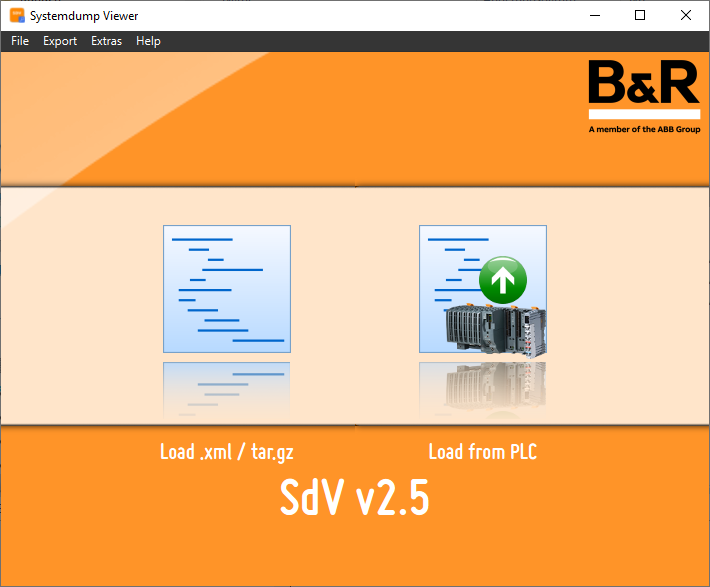 Systemdump Viewer
File Export Extras Help
B&R
A member of the ABB Group
Load .xml / tar.gz
Load from PLC
SdV v2.5